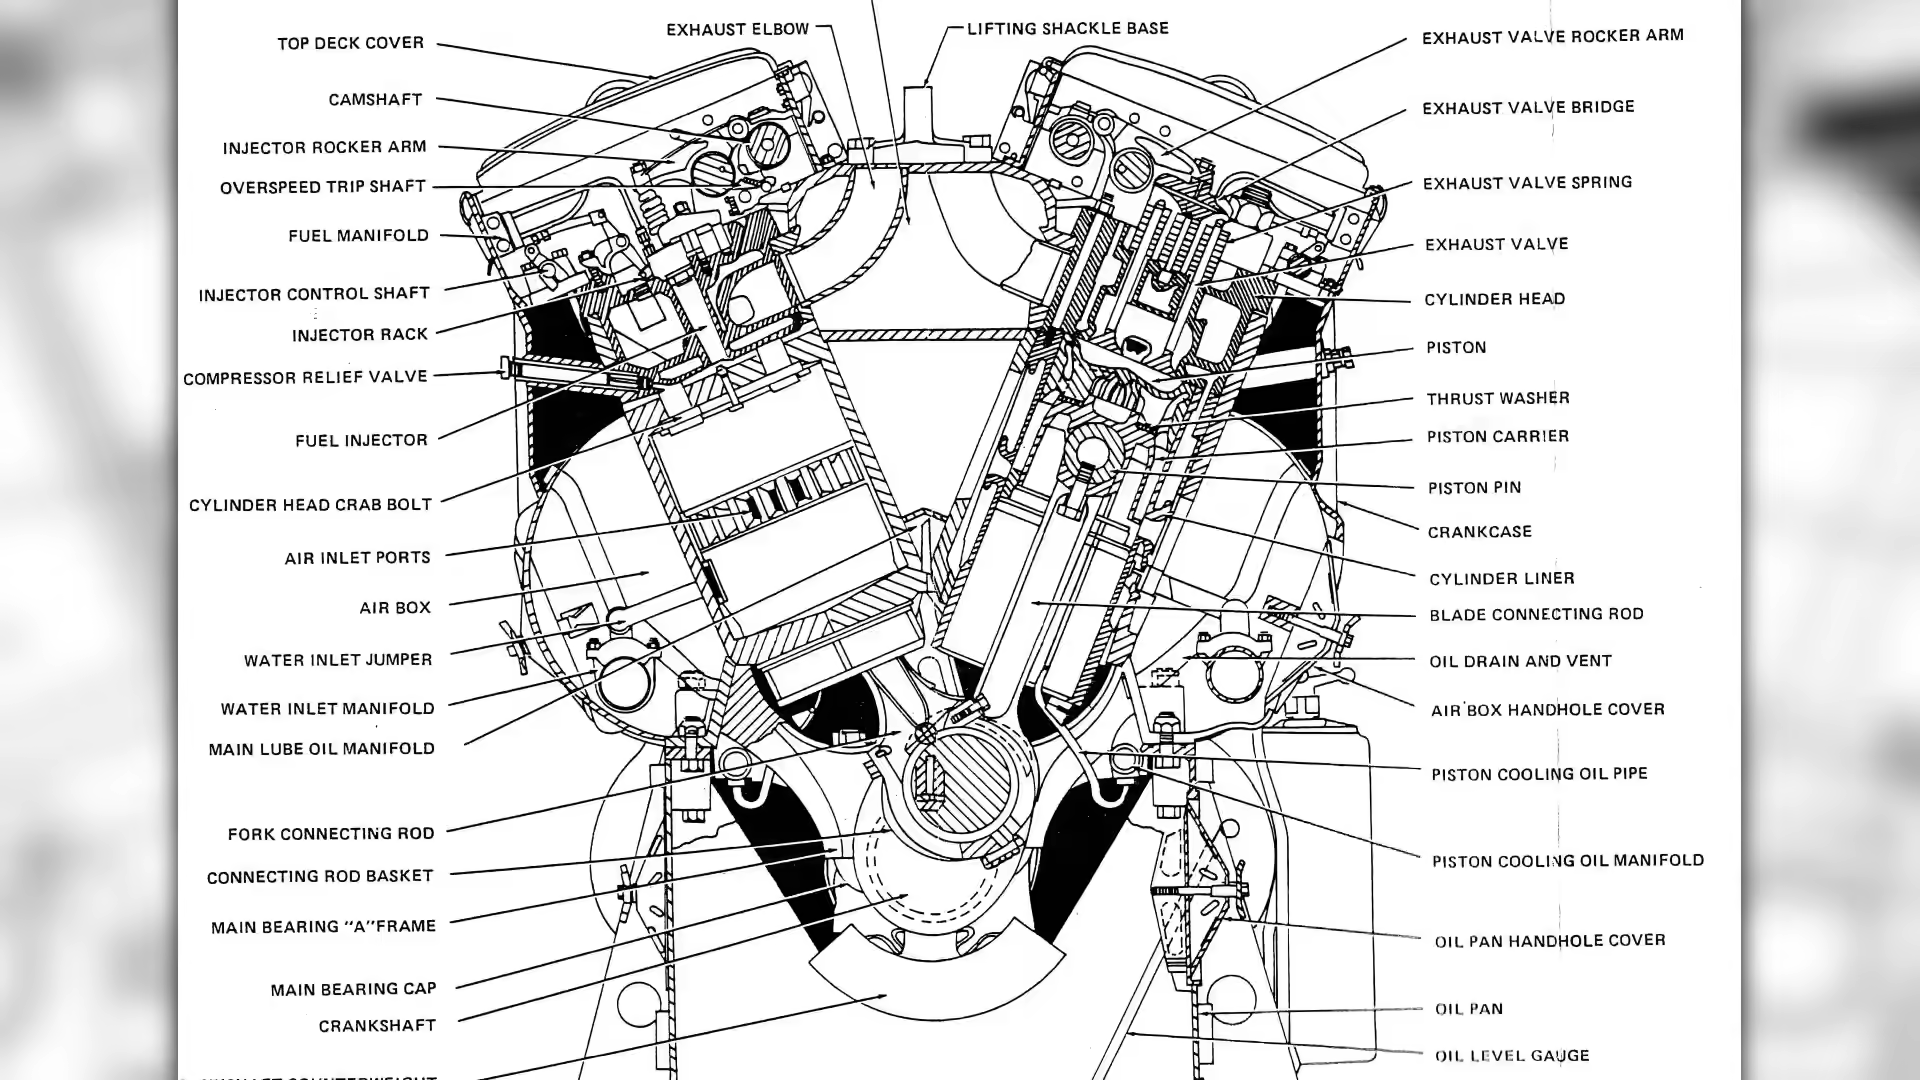 EXHAUST ELBOW
LIFTING SHACKLE BASE
TOP DECK COVER
CAMSHAFT
INJECTOR ROCKER ARM
OVERSPEED TRIP SHAFT
FUEL MANIFOLD
INJECTOR CONTROL SHAFT
INJECTOR RACK
COMPRESSOR RELIEF VALVE
FUEL INJECTOR
CYLINDER HEAD CRAB BOLT
AIR INLET PORTS
AIR BOX
WATER INLET JUMPER
WATER INLET MANIFOLD
MAIN LUBE OIL MANIFOLD
FORK CONNECTING ROD
CONNECTING ROD BASKET
MAIN BEARING "A"FRAME
MAIN BEARING CAP
CRANKSHAFT
EXHAUST VALVE ROCKER ARM
EXHAUST VALVE BRIDGE
EXHAUST VALVE SPRING
EXHAUST VALVE
CYLINDER HEAD
PISTON
THRUST WASHER
PISTON CARRIER
PISTON PIN
CRANKCASE
CYLINDER LINER
BLADE CONNECTING ROD
OIL DRAIN AND VENT
AIR BOX HANDHOLE COVER
PISTON COOLING OIL PIPE
PISTON COOLING OIL MANIFOLD
OIL PAN HANDHOLE COVER
OIL PAN
OIL LEVEL GAUGE